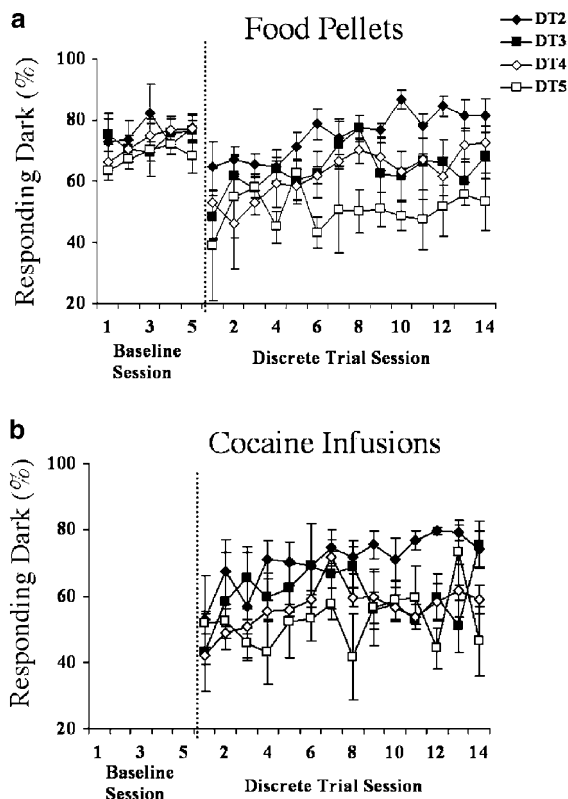 a
Food Pellets
DT2
DT3
DT4
DT5
Responding Dark (%)
100
80
60
40
20
1 3 5 2 4 6 8 10 12 14
Baseline Session
Discrete Trial Session
b
Cocaine Infusions
Responding Dark (%)
100
80
60
40
20
1 3 5 2 4 6 8 10 12 14
Baseline Session
Discrete Trial Session